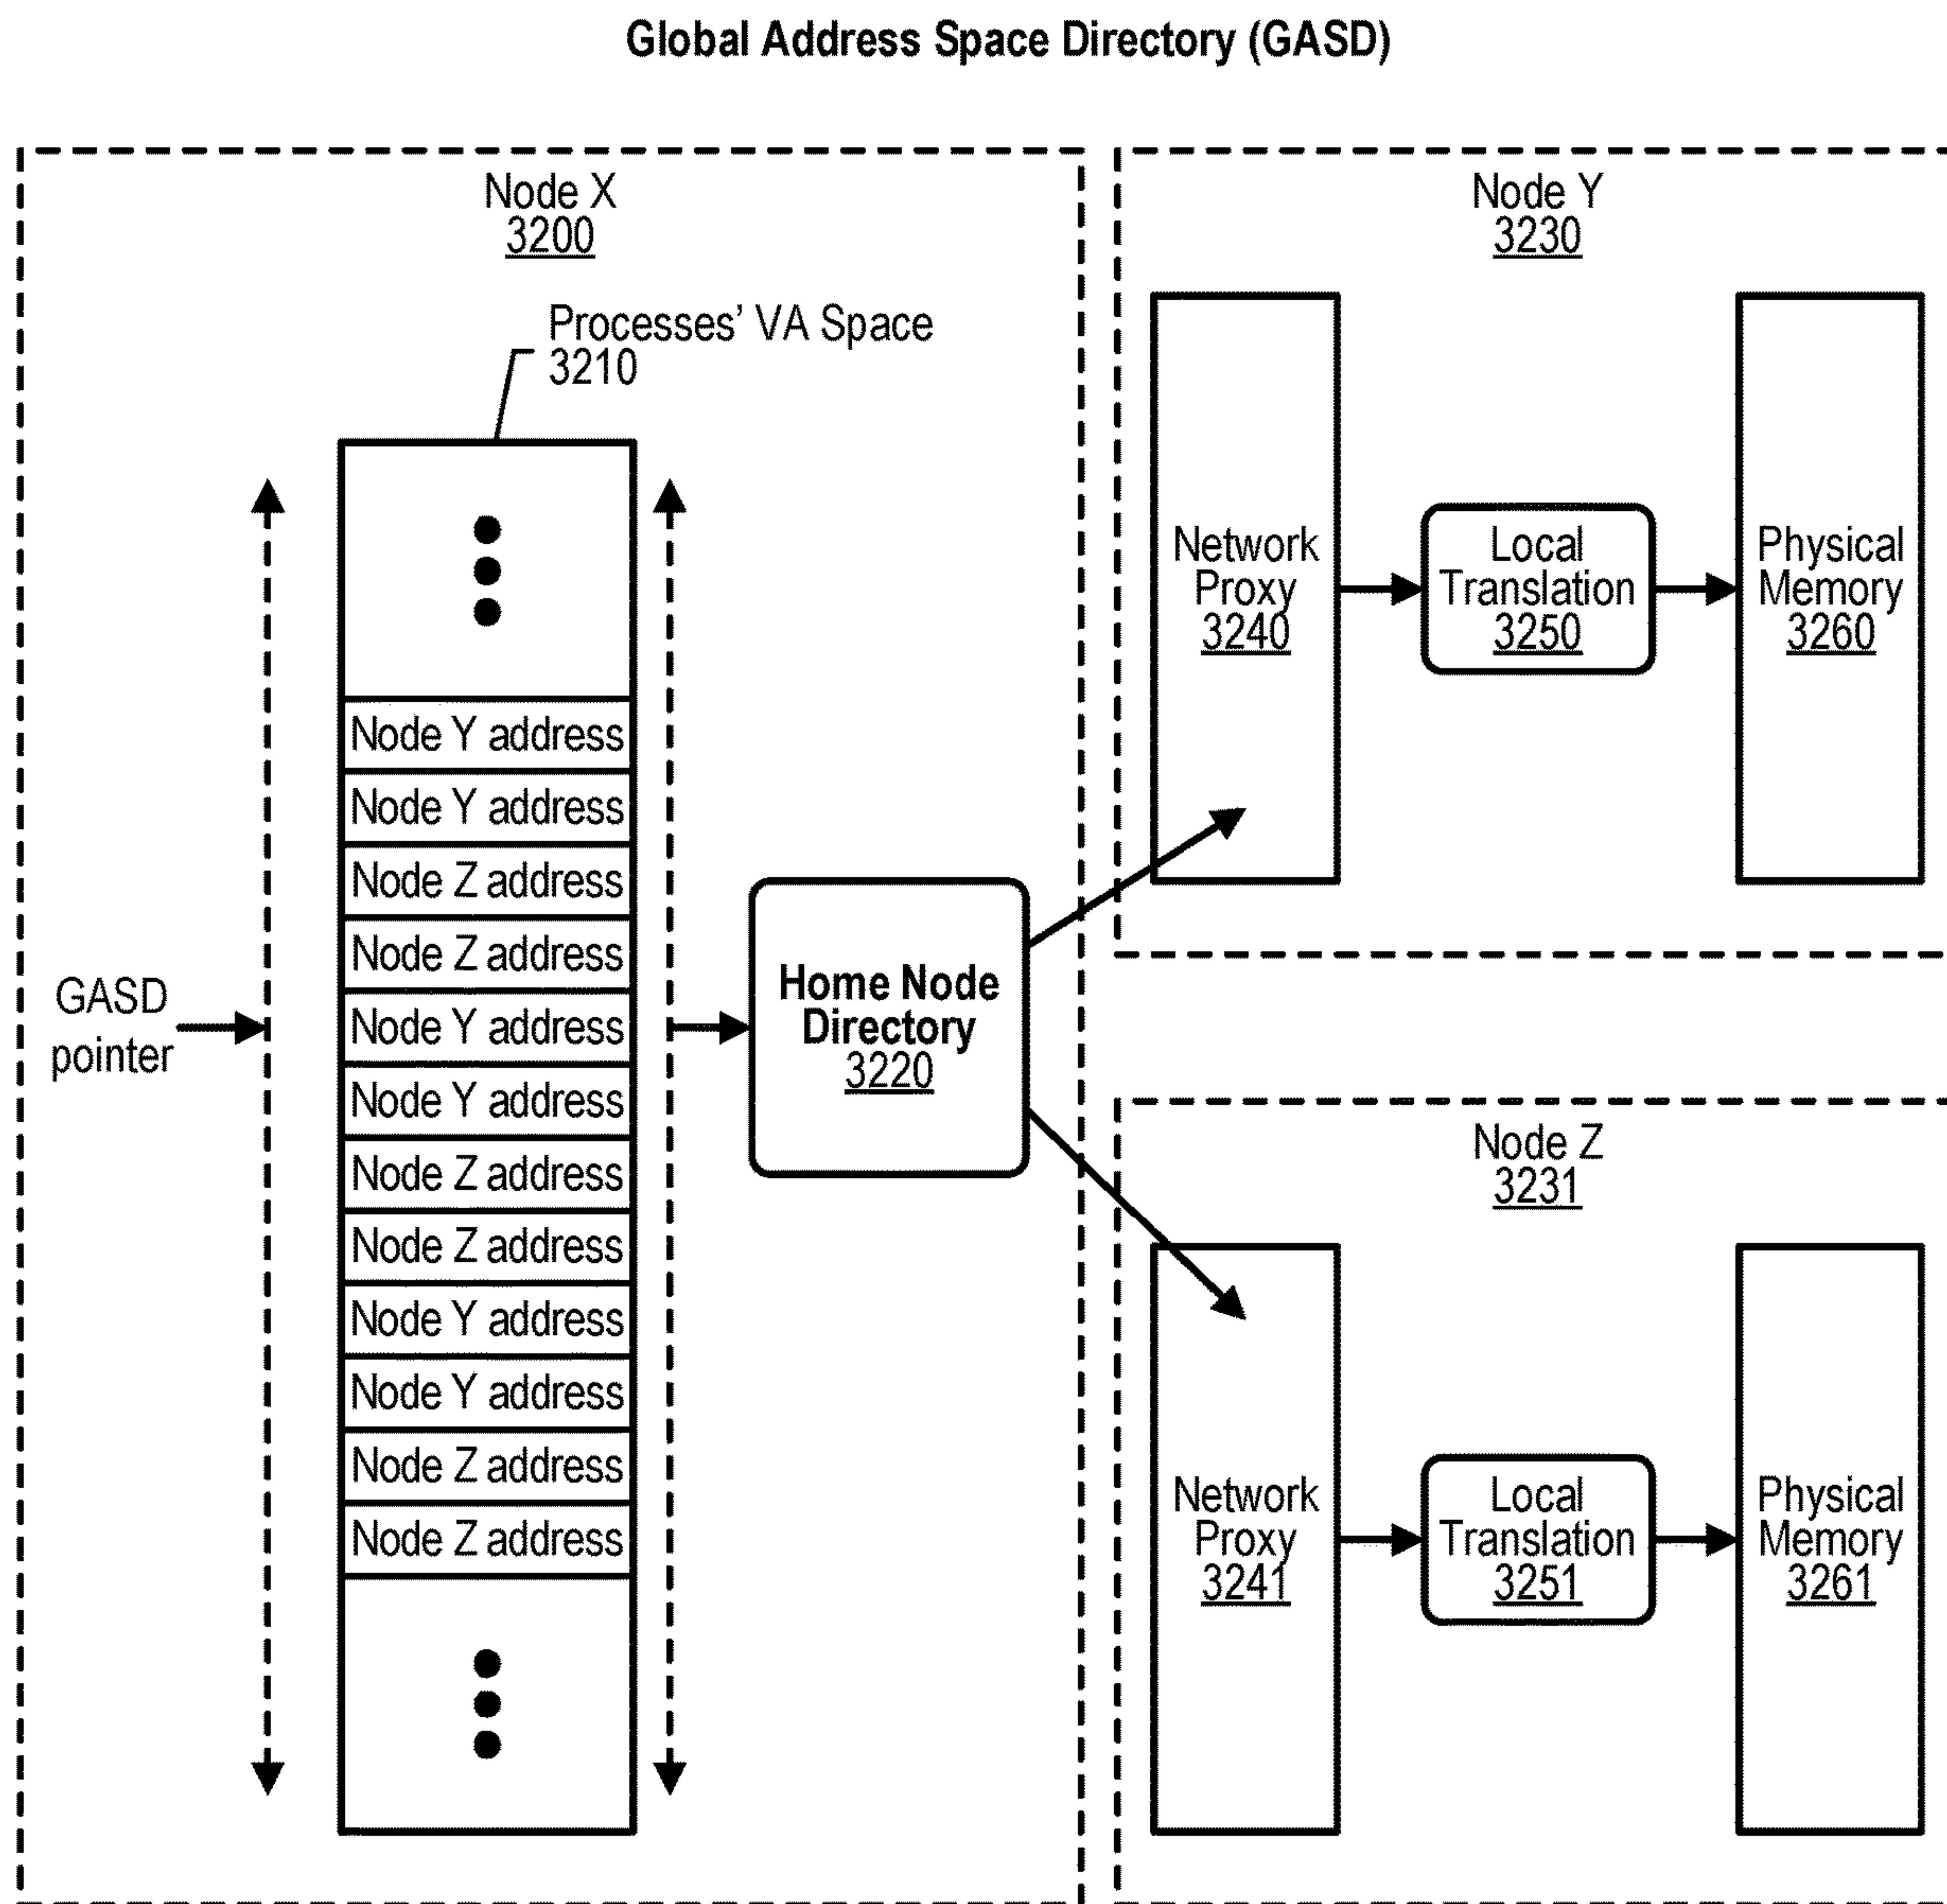 Global Address Space Directory (GASD)
Node X
3200
Processes' VA Space
3210
Node Y address
Node Y address
Node Z address
Node Z address
Node Y address
Node Y address
Node Z address
Node Z address
Node Y address
Node Y address
Node Z address
Node Z address
GASD
pointer
Home Node
Directory
3220
Node Y
3230
Network
Proxy
3240
Local
Translation
3250
Physical
Memory
3260
Node Z
3231
Network
Proxy
3241
Local
Translation
3251
Physical
Memory
3261